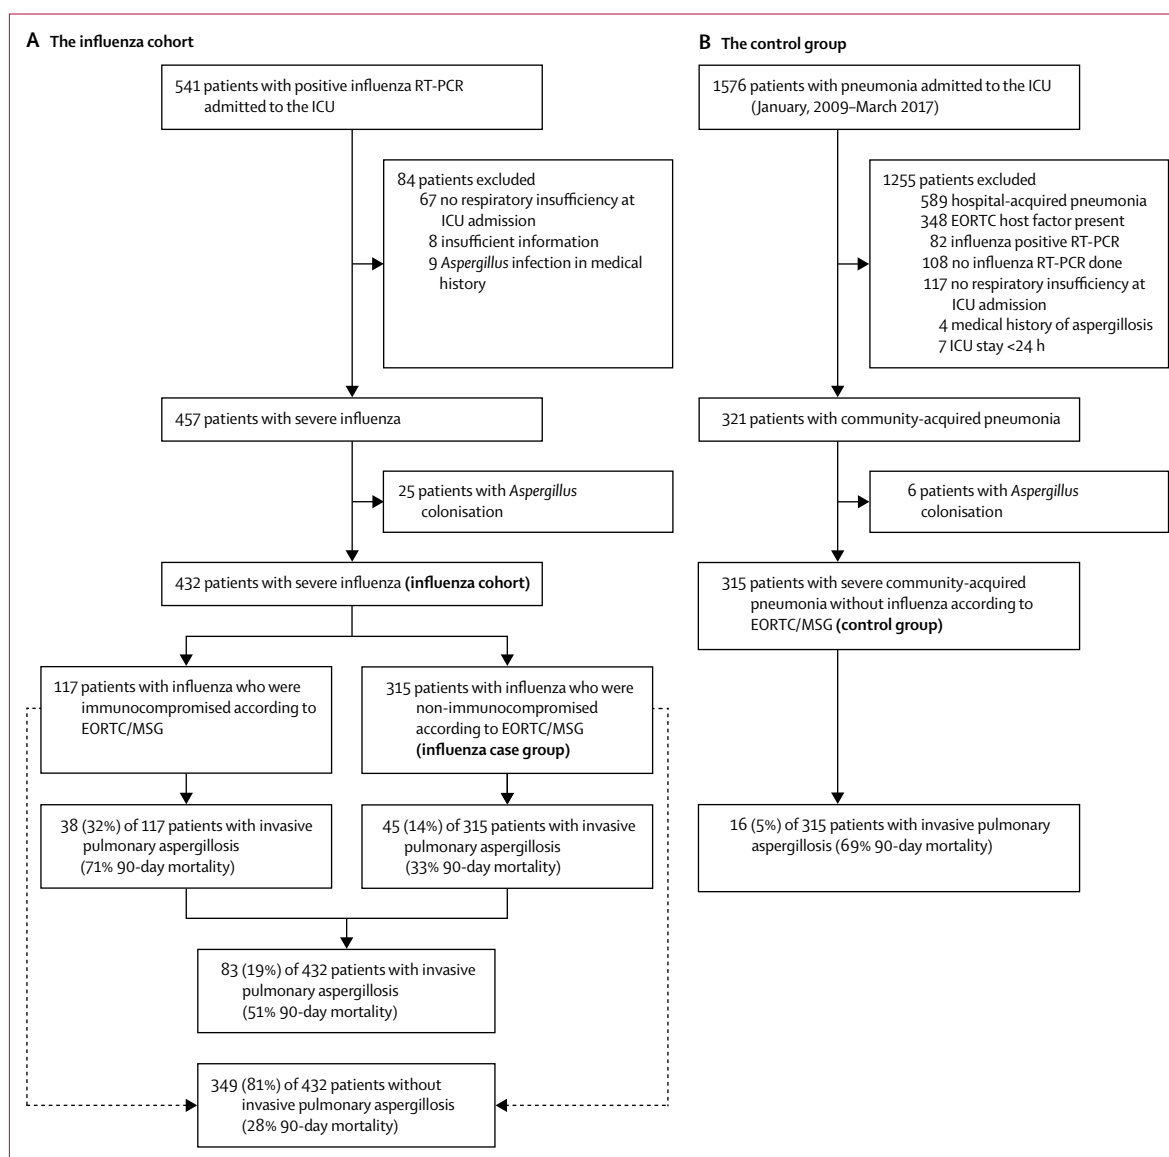 A The influenza cohort
541 patients with positive influenza RT-PCR
admitted to the ICU
84 patients excluded
67 no respiratory insufficiency at
ICU admission
8 insufficient information
9 Aspergillus infection in medical
history
457 patients with severe influenza
25 patients with Aspergillus
colonisation
432 patients with severe influenza (influenza cohort)
117 patients with influenza who were
immunocompromised according to
EORTC/MSG
315 patients with influenza who were
non-immunocompromised
according to EORTC/MSG
(influenza case group)
38 (32%) of 117 patients with invasive
pulmonary aspergillosis
(71% 90-day mortality)
45 (14%) of 315 patients with invasive
pulmonary aspergillosis
(33% 90-day mortality)
83 (19%) of 432 patients with invasive
pulmonary aspergillosis
(51% 90-day mortality)
349 (81%) of 432 patients without
invasive pulmonary aspergillosis
(28% 90-day mortality)
B The control group
1576 patients with pneumonia admitted to the ICU
(January, 2009–March 2017)
1255 patients excluded
589 hospital-acquired pneumonia
348 EORTC host factor present
82 influenza positive RT-PCR
108 no influenza RT-PCR done
117 no respiratory insufficiency at
ICU admission
4 medical history of aspergillosis
7 ICU stay <24 h
321 patients with community-acquired pneumonia
6 patients with Aspergillus
colonisation
315 patients with severe community-acquired
pneumonia without influenza according to
EORTC/MSG (control group)
16 (5%) of 315 patients with invasive pulmonary
aspergillosis (69% 90-day mortality)